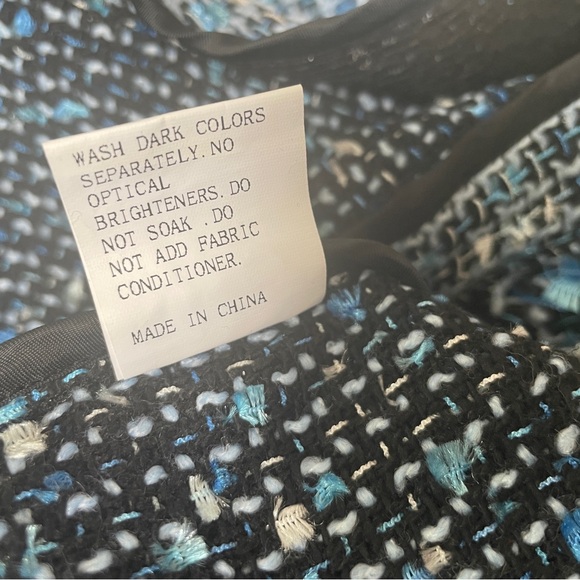 WASH DARK COLORS
SEPARATELY. NO
OPTICAL
BRIGHTENERS. DO
NOT SOAK . DO
NOT ADD FABRIC
CONDITIONER.
MADE IN CHINA